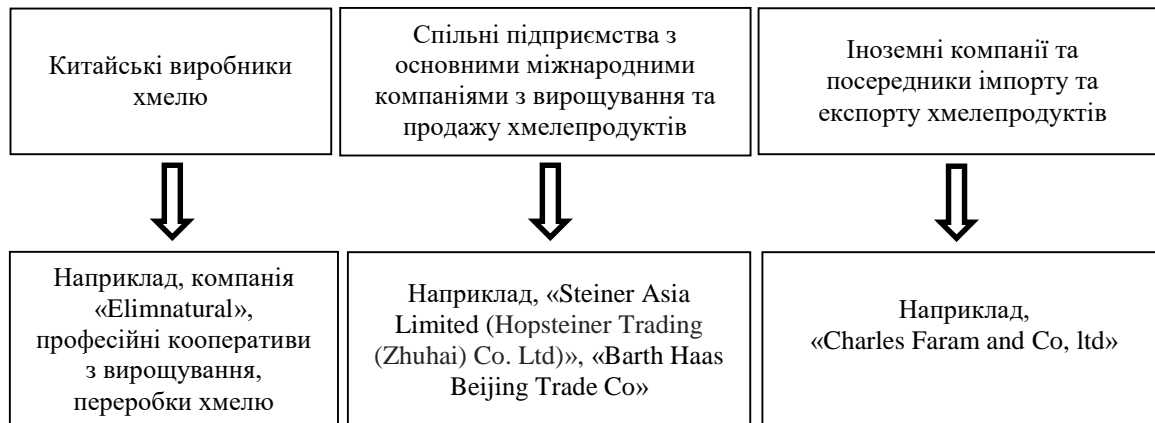 Китайські виробники
хмелю
Спільні підприємства з
основними міжнародними
компаніями з вирощування та
продажу хмелепродуктів
Іноземні компанії та
посередники імпорту та
експорту хмелепродуктів
Наприклад, компанія
«Elimnatural»,
професійні кооперативи
з вирощування,
переробки хмелю
Наприклад, «Steiner Asia
Limited (Hopsteiner Trading
(Zhuhai) Co. Ltd)», «Barth Haas
Beijing Trade Co»
Наприклад,
«Charles Faram and Co, ltd»